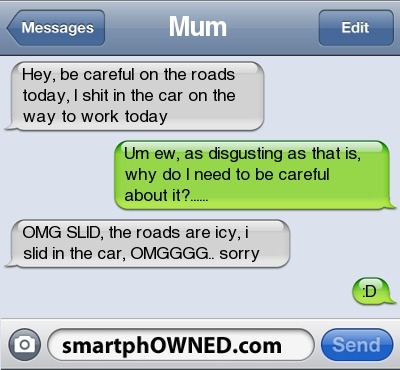 Messages
Mum
Edit
Hey, be careful on the roads
today, I shit in the car on the
way to work today
Um ew, as disgusting as that is,
why do I need to be careful
about it?......
OMG SLID, the roads are icy, i
slid in the car, OMGGGG.. sorry
:D
smartphOWNED.com
Send